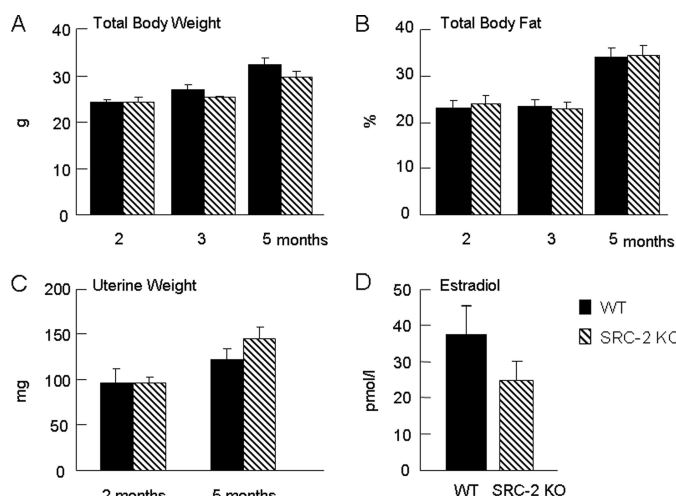 A Total Body Weight
40
30
20
10
0
g
2 3 5 months
B Total Body Fat
40
30
20
10
0
%
2 3 5 months
C Uterine Weight
200
150
100
50
0
mg
2 months 5 months
D Estradiol
50
40
30
20
10
0
pmol/l
WT SRC-2 KO
WT
SRC-2 KO